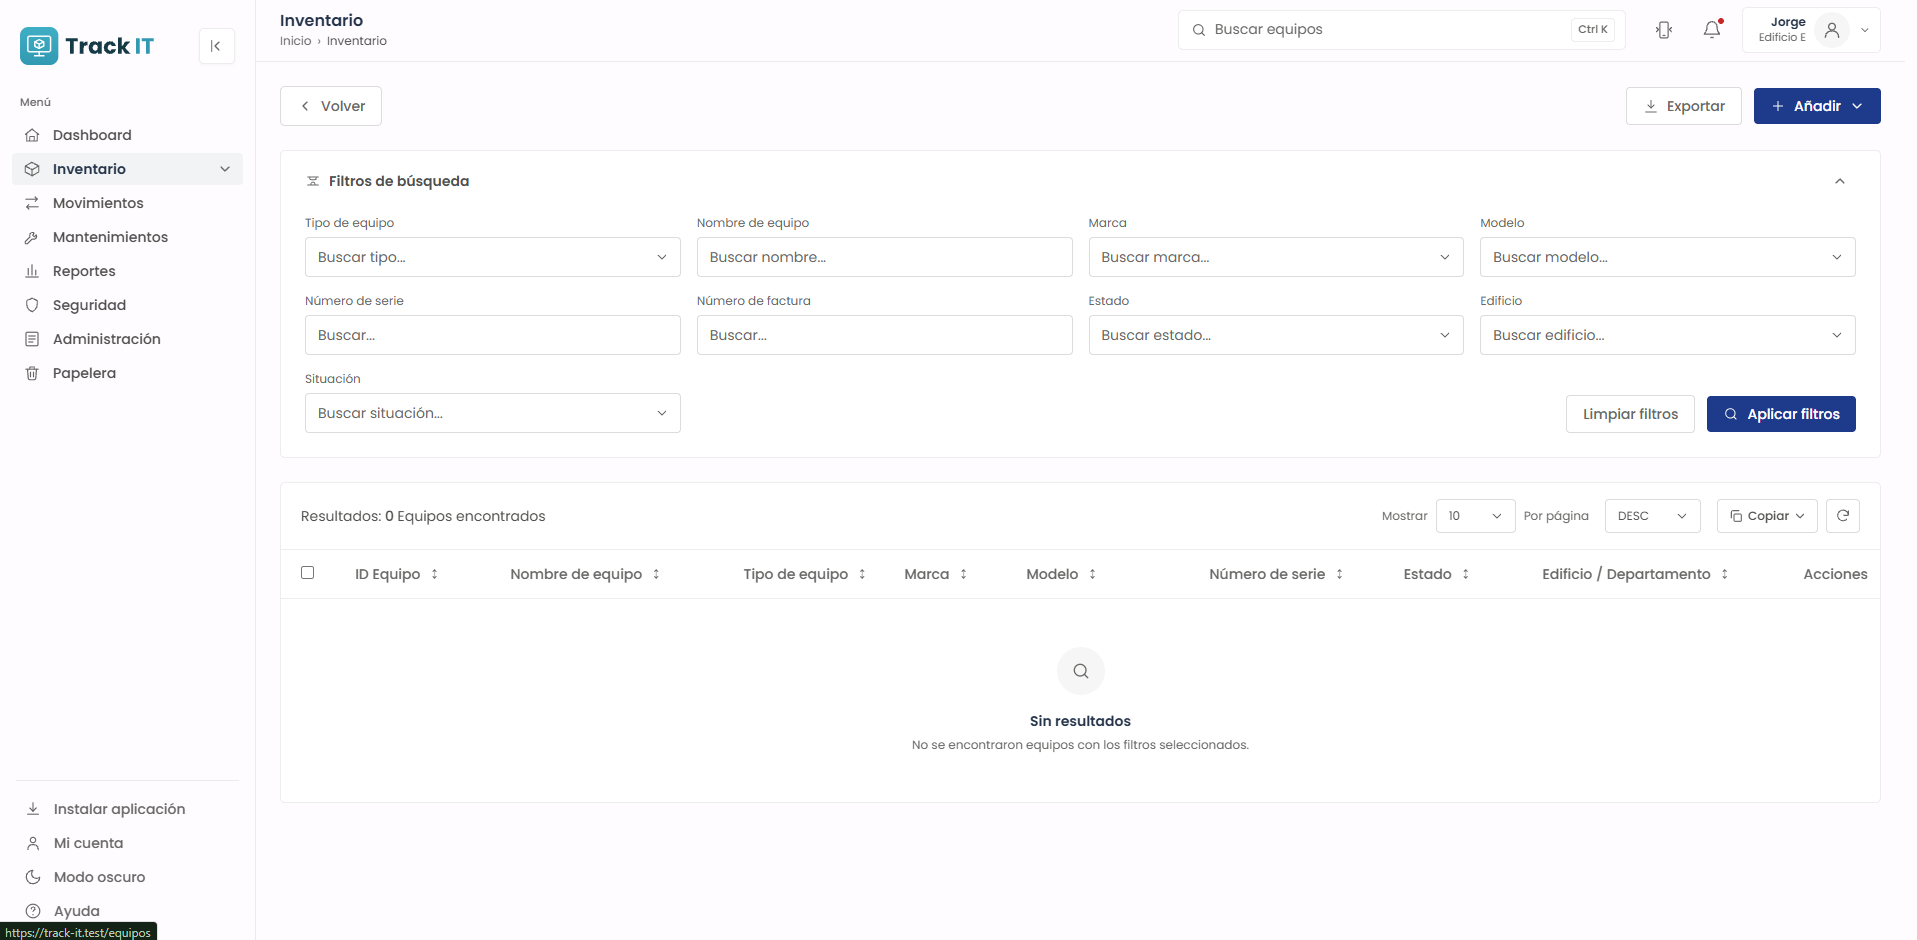 Track IT
Menú
Dashboard
Inventario
Movimientos
Mantenimientos
Reportes
Seguridad
Administración
Papelera
Instalar aplicación
Mi cuenta
Modo oscuro
Ayuda
https://track-it.test/equipos
Inventario
Inicio › Inventario
Buscar equipos Ctrl K
Jorge
Edificio E
Volver
Exportar
Añadir
Filtros de búsqueda
Tipo de equipo Nombre de equipo Marca Modelo
Buscar tipo... Buscar nombre... Buscar marca... Buscar modelo...
Número de serie Número de factura Estado Edificio
Buscar... Buscar... Buscar estado... Buscar edificio...
Situación
Buscar situación... Limpiar filtros Aplicar filtros
Resultados: 0 Equipos encontrados Mostrar 10 Por página DESC Copiar
ID Equipo Nombre de equipo Tipo de equipo Marca Modelo Número de serie Estado Edificio / Departamento Acciones
Sin resultados
No se encontraron equipos con los filtros seleccionados.